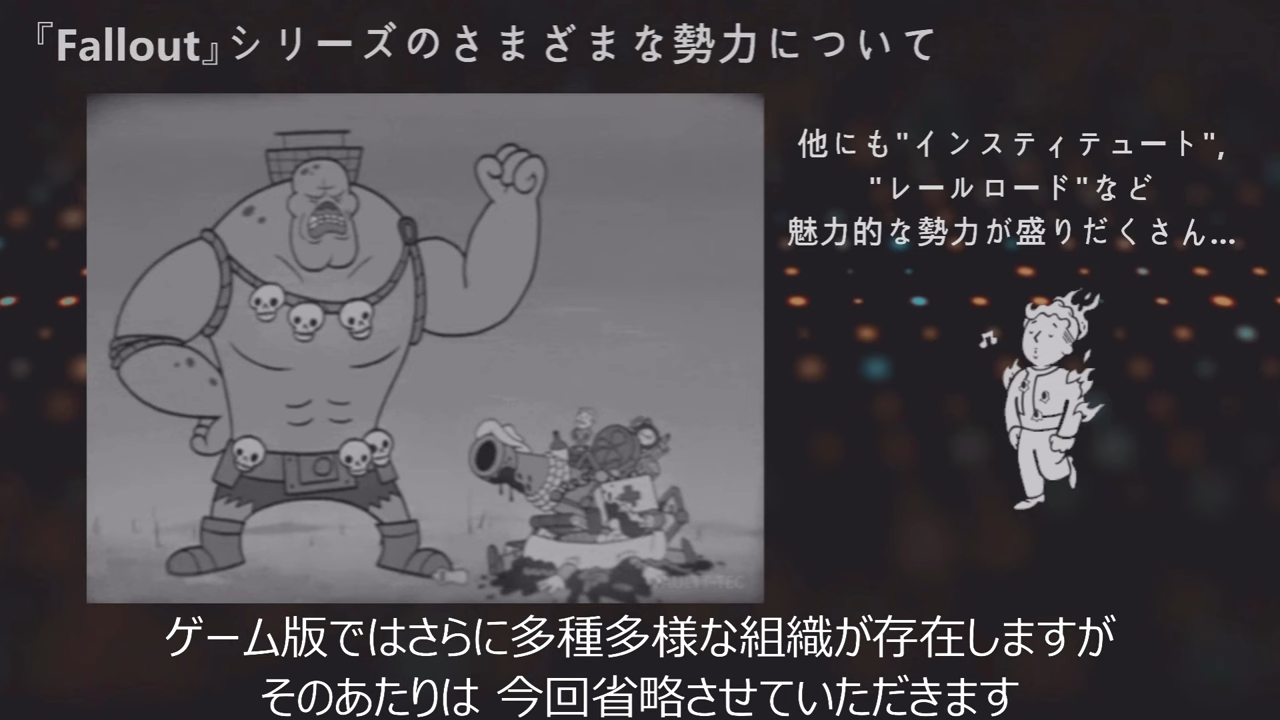 『Fallout』シリーズのさまざまな勢力について
他にも"インスティテュート",
"レールロード"など
魅力的な勢力が盛りだくさん...
VAULT-TEC
ゲーム版ではさらに多種多様な組織が存在しますが
そのあたりは 今回省略させていただきます